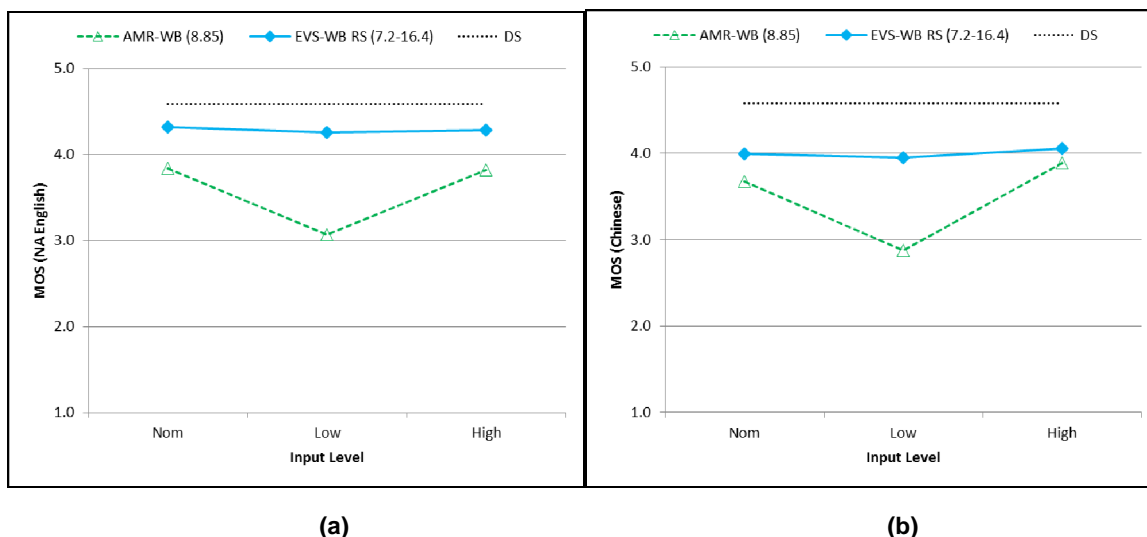 AMR-WB (8.85) EVS-WB RS (7.2-16.4) DS
5.0
4.0
3.0
2.0
1.0
MOS (NA English)
Nom Low High
Input Level
(a)
AMR-WB (8.85) EVS-WB RS (7.2-16.4) DS
5.0
4.0
3.0
2.0
1.0
MOS (Chinese)
Nom Low High
Input Level
(b)